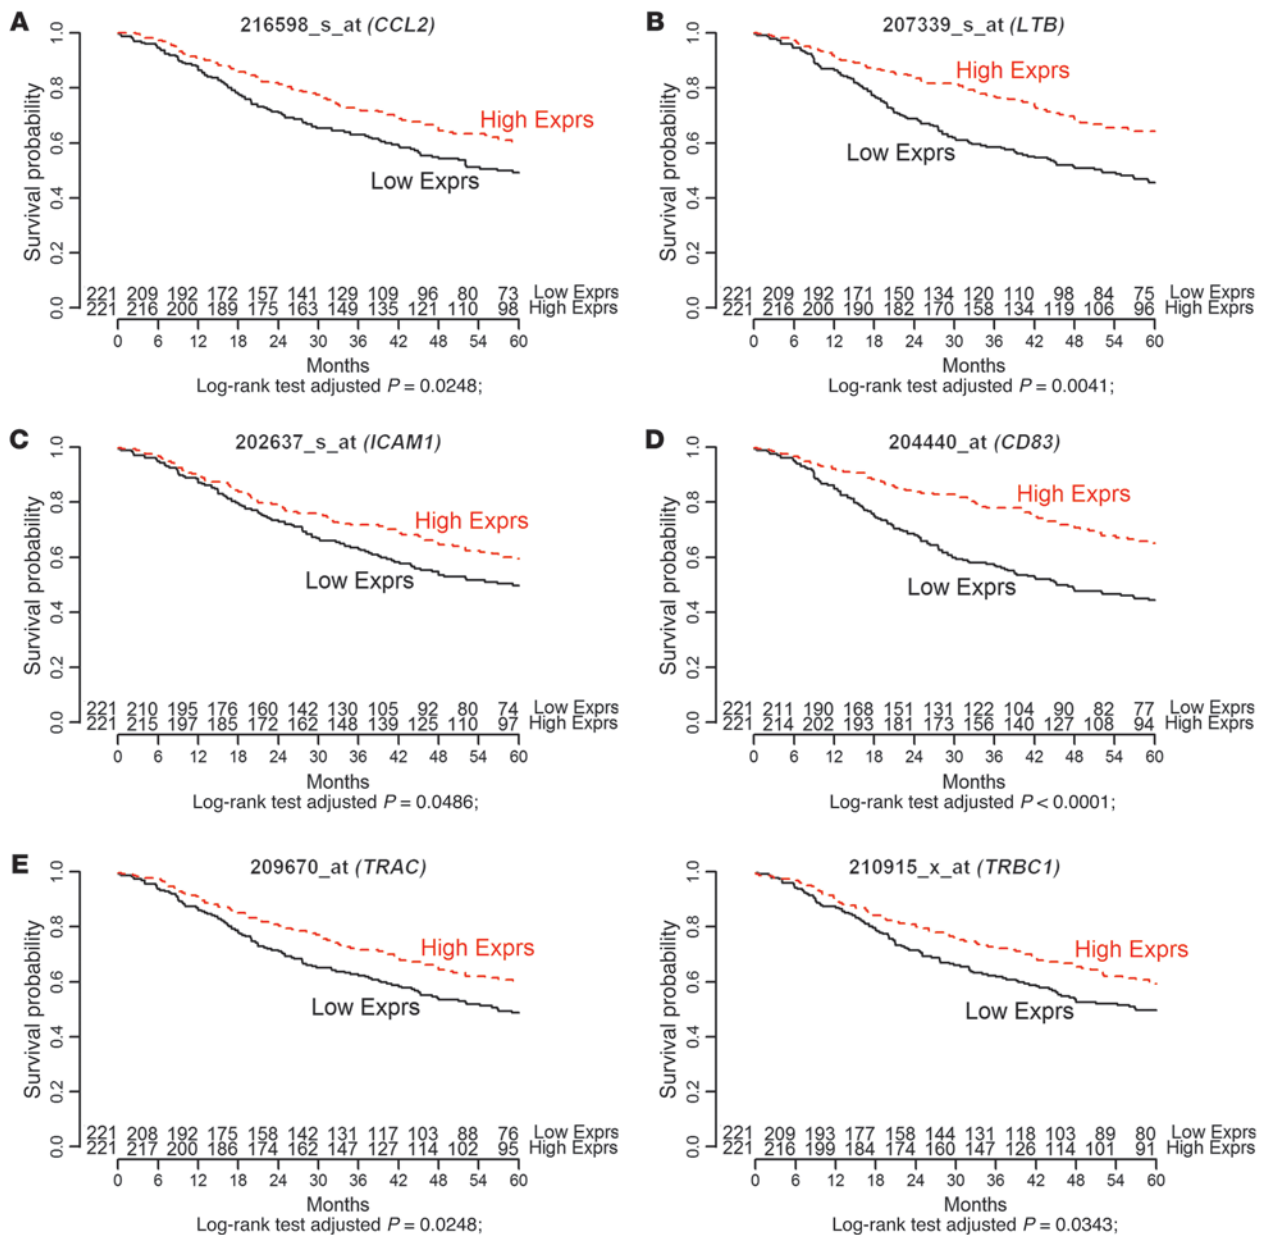 A
216598_s_at (CCL2)
Survival probability
1.0
0.8
0.6
0.4
0.2
0.0
High Exprs
Low Exprs
221 209 192 172 157 141 129 109 96 80 73 Low Exprs
221 216 200 189 175 163 149 135 121 110 98 High Exprs
0 6 12 18 24 30 36 42 48 54 60
Months
Log-rank test adjusted P = 0.0248;
B
207339_s_at (LTB)
Survival probability
1.0
0.8
0.6
0.4
0.2
0.0
High Exprs
Low Exprs
221 209 192 171 150 134 120 110 98 84 75 Low Exprs
221 216 200 190 182 170 158 134 119 106 96 High Exprs
0 6 12 18 24 30 36 42 48 54 60
Months
Log-rank test adjusted P = 0.0041;
C
202637_s_at (ICAM1)
Survival probability
1.0
0.8
0.6
0.4
0.2
0.0
High Exprs
Low Exprs
221 210 195 176 160 142 130 105 92 80 74 Low Exprs
221 215 197 185 172 162 148 139 125 110 97 High Exprs
0 6 12 18 24 30 36 42 48 54 60
Months
Log-rank test adjusted P = 0.0486;
D
204440_at (CD83)
Survival probability
1.0
0.8
0.6
0.4
0.2
0.0
High Exprs
Low Exprs
221 211 190 168 151 131 122 104 90 82 77 Low Exprs
221 214 202 193 181 173 156 140 127 108 94 High Exprs
0 6 12 18 24 30 36 42 48 54 60
Months
Log-rank test adjusted P < 0.0001;
E
209670_at (TRAC)
Survival probability
1.0
0.8
0.6
0.4
0.2
0.0
High Exprs
Low Exprs
221 208 192 175 158 142 131 117 103 88 76 Low Exprs
221 217 200 186 174 162 147 127 114 102 95 High Exprs
0 6 12 18 24 30 36 42 48 54 60
Months
Log-rank test adjusted P = 0.0248;
210915_x_at (TRBC1)
Survival probability
1.0
0.8
0.6
0.4
0.2
0.0
High Exprs
Low Exprs
221 209 193 177 158 144 131 118 103 89 80 Low Exprs
221 216 199 184 174 160 147 126 114 101 91 High Exprs
0 6 12 18 24 30 36 42 48 54 60
Months
Log-rank test adjusted P = 0.0343;